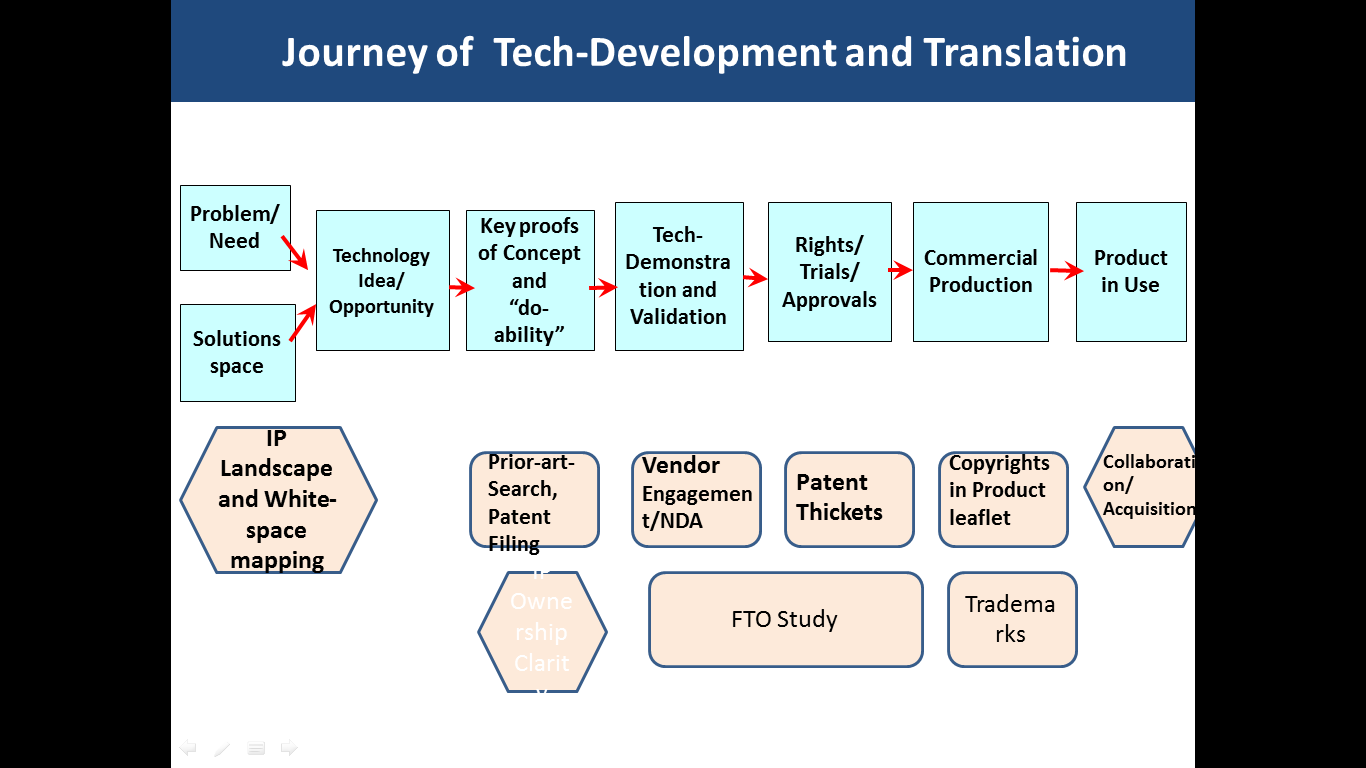 Journey of  Tech-Development and Translation
Problem/
Need
Solutions
space
Technology
Idea/
Opportunity
Key proofs
of Concept
and
“do-
ability”
Tech-
Demonstra
tion and
Validation
Rights/
Trials/
Approvals
Commercial
Production
Product
in Use
IP
Landscape
and White-
space
mapping
Prior-art-
Search,
Patent
Filing
Vendor
Engagemen
t/NDA
Patent
Thickets
Copyrights
in Product
leaflet
Collaborati
on/
Acquisition
IP
Owne
rship
Clarit
y
FTO Study
Tradema
rks